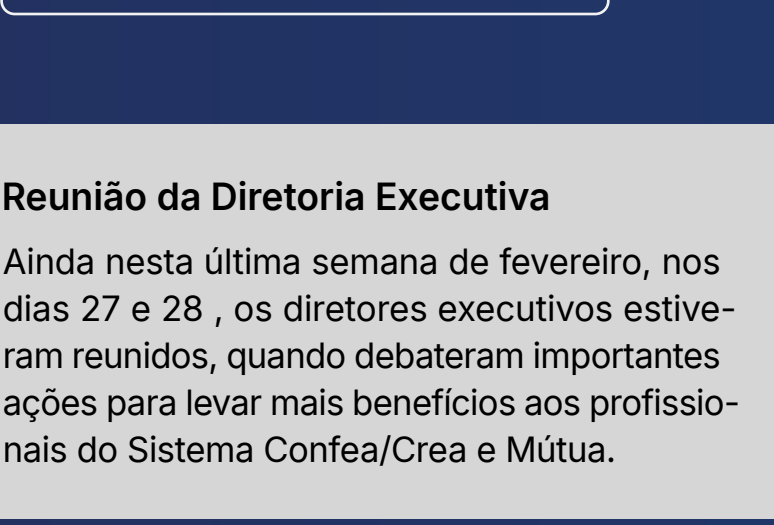 Reunião da Diretoria Executiva
Ainda nesta última semana de fevereiro, nos
dias 27 e 28 , os diretores executivos estive-
ram reunidos, quando debateram importantes
ações para levar mais benefícios aos profissio-
nais do Sistema Confea/Crea e Mútua.